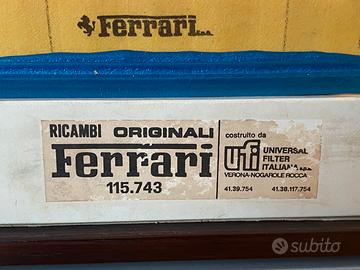 Ferrari s.p.a.
RICAMBI ORIGINALI
Ferrari
115.743
costruito da
ufi UNIVERSAL
FILTER
ITALIANA s.p.a.
VERONA-NOGAROLE ROCCA
41.39.754 41.38.117.754
subito